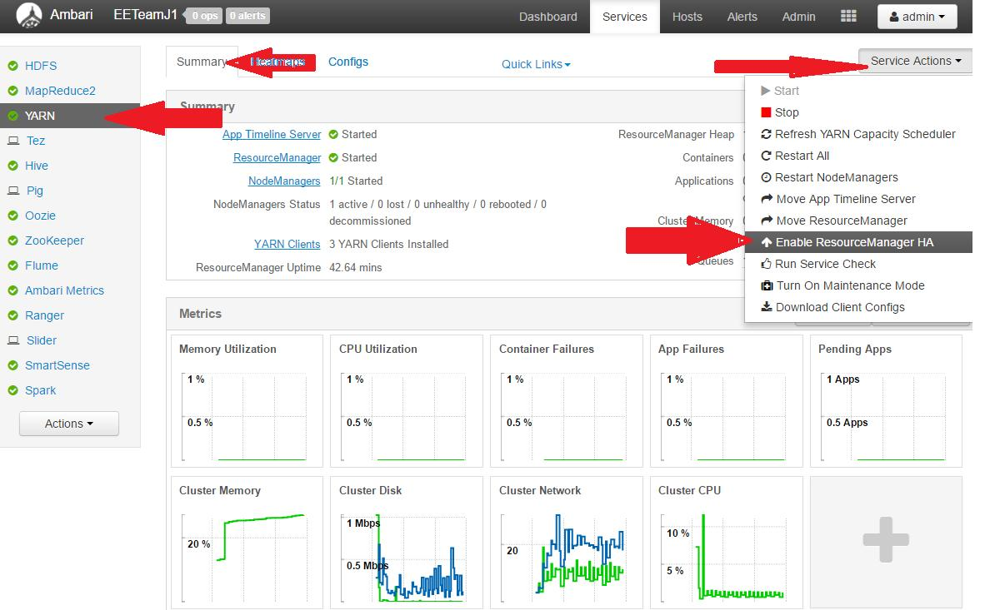 Ambari EETeamJ1 0 ops 0 alerts Dashboard Services Hosts Alerts Admin admin
HDFS
MapReduce2
YARN
Tez
Hive
Pig
Oozie
ZooKeeper
Flume
Ambari Metrics
Ranger
Slider
SmartSense
Spark
Actions
Summary Heatmaps Configs Quick Links Service Actions
Start
Stop
Refresh YARN Capacity Scheduler
Restart All
Restart NodeManagers
Move App Timeline Server
Move ResourceManager
Enable ResourceManager HA
Run Service Check
Turn On Maintenance Mode
Download Client Configs
Summary
App Timeline Server Started
ResourceManager Started
NodeManagers 1/1 Started
NodeManagers Status 1 active / 0 lost / 0 unhealthy / 0 rebooted / 0
decommissioned
YARN Clients 3 YARN Clients Installed
ResourceManager Uptime 42.64 mins
ResourceManager Heap
Containers
Applications
Cluster Memory
Queues
Metrics
Memory Utilization
1 %
0.5 %
CPU Utilization
1 %
0.5 %
Container Failures
1 %
0.5 %
App Failures
1 %
0.5 %
Pending Apps
1 Apps
0.5 Apps
Cluster Memory
20 %
Cluster Disk
1 Mbps
0.5 Mbps
Cluster Network
20
Cluster CPU
10 %
5 %